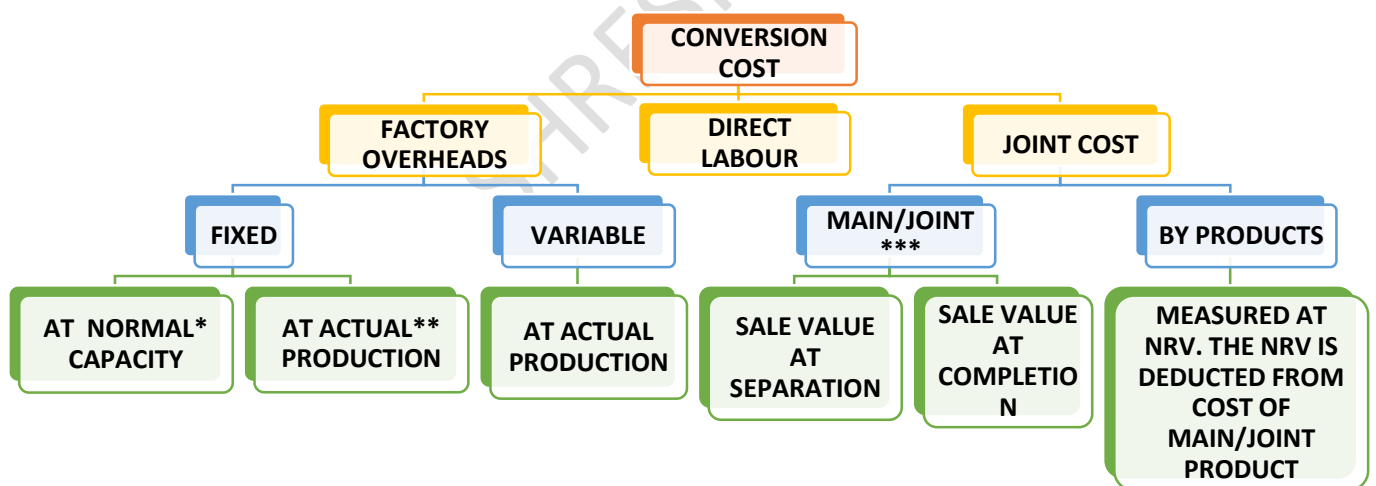 CONVERSION
COST
FACTORY
OVERHEADS
DIRECT
LABOUR
JOINT COST
FIXED
VARIABLE
MAIN/JOINT
***
BY PRODUCTS
AT NORMAL*
CAPACITY
AT ACTUAL**
PRODUCTION
AT ACTUAL
PRODUCTION
SALE VALUE
AT
SEPARATION
SALE VALUE
AT
COMPLETIO
N
MEASURED AT
NRV. THE NRV IS
DEDUCTED FROM
COST OF
MAIN/JOINT
PRODUCT